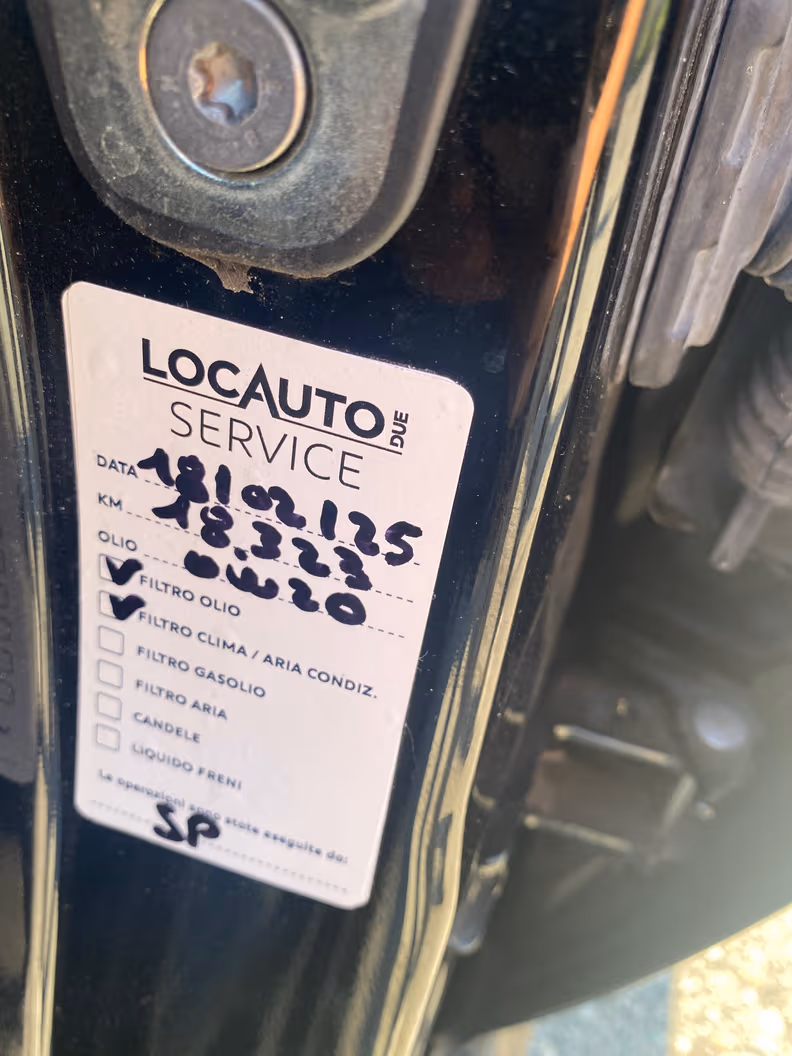 LOCAUTO DUE
SERVICE
DATA 18/02/25
KM 18.323
OLIO 0W20
FILTRO OLIO
FILTRO CLIMA / ARIA CONDIZ.
FILTRO GASOLIO
FILTRO ARIA
CANDELE
LIQUIDO FRENI
Le operazioni sono state eseguite da:
SP